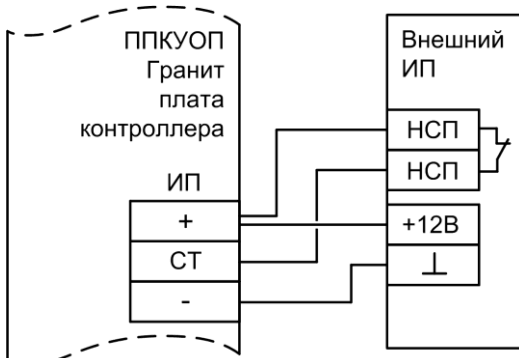 ППКУОП
Гранит
плата
контроллера
ИП
+
СТ
-
Внешний
ИП
НСП
НСП
+12В
⊥